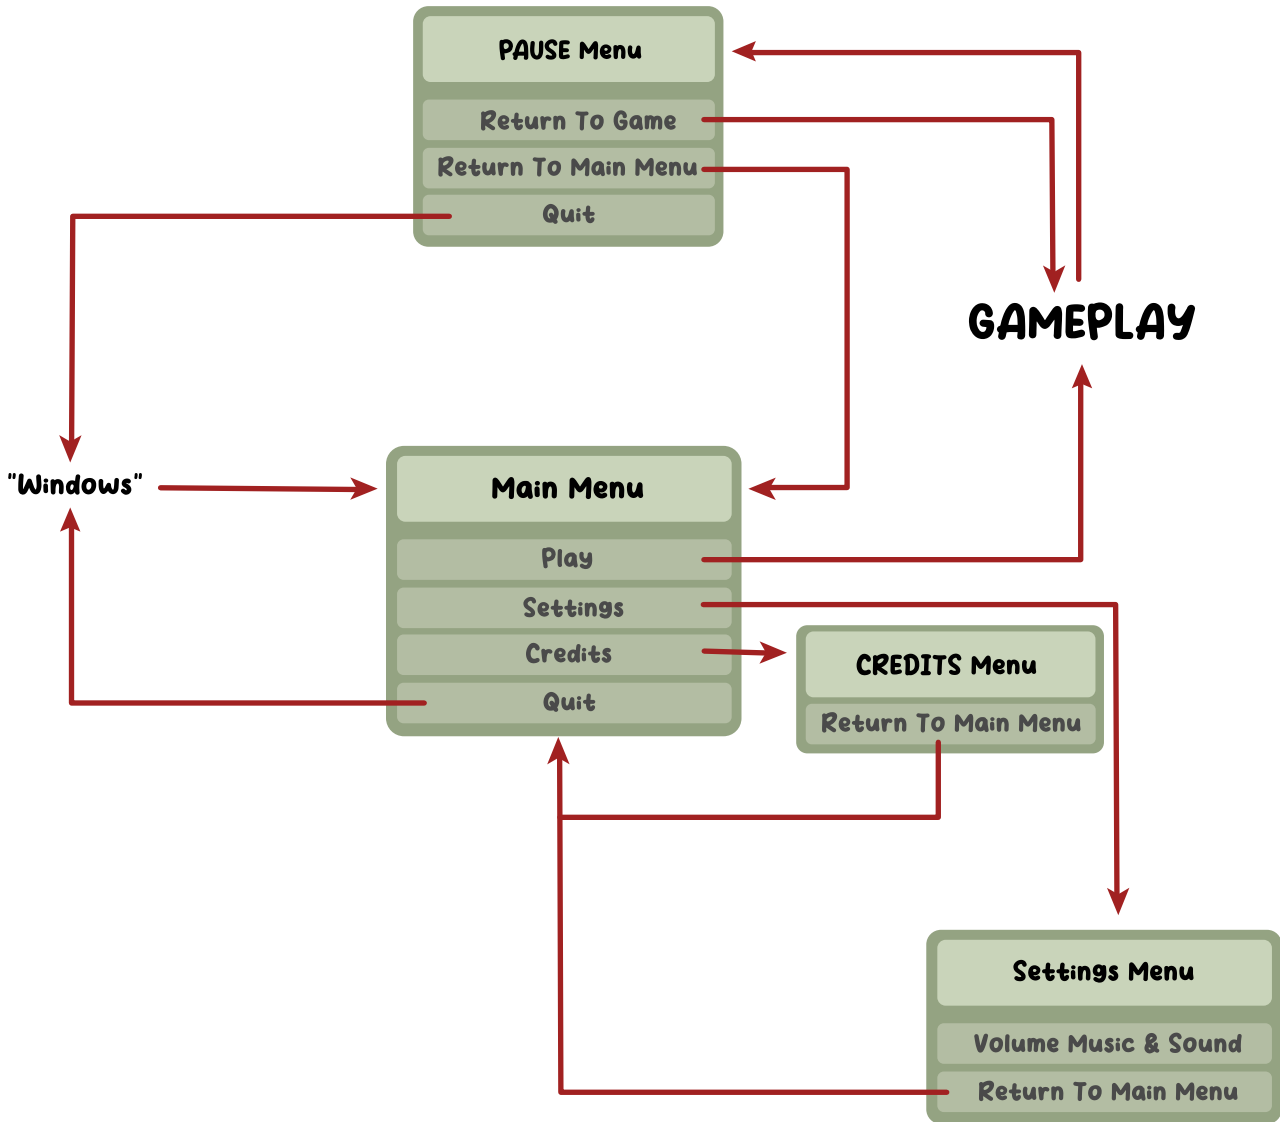 PAUSE Menu
Return To Game
Return To Main Menu
Quit
GAMEPLAY
"Windows"
Main Menu
Play
Settings
Credits
Quit
CREDITS Menu
Return To Main Menu
Settings Menu
Volume Music & Sound
Return To Main Menu